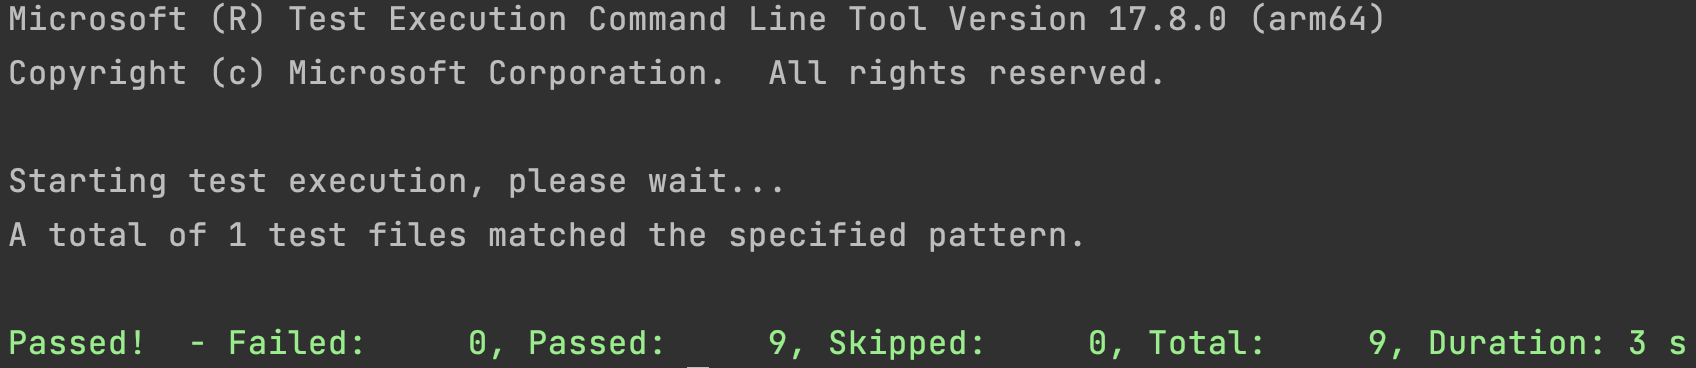 Microsoft (R) Test Execution Command Line Tool Version 17.8.0 (arm64)
Copyright (c) Microsoft Corporation.  All rights reserved.
Starting test execution, please wait...
A total of 1 test files matched the specified pattern.
Passed!  - Failed:     0, Passed:     9, Skipped:     0, Total:     9, Duration: 3 s